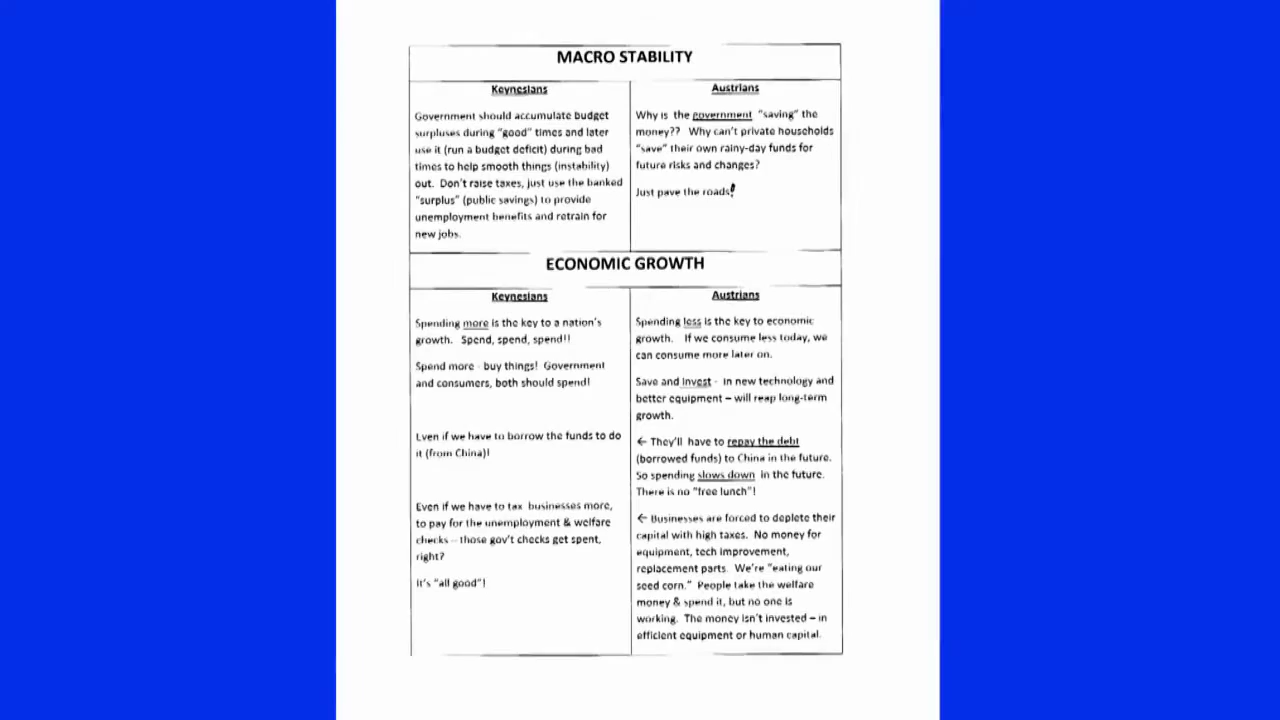 MACRO STABILITY
Keynesians
Government should accumulate budget
surpluses during "good" times and later
use it (run a budget deficit) during bad
times to help smooth things (instability)
out. Don't raise taxes, just use the banked
"surplus" (public savings) to provide
unemployment benefits and retrain for
new jobs.
Austrians
Why is the government "saving" the
money?? Why can't private households
"save" their own rainy-day funds for
future risks and changes?
Just pave the roads!
ECONOMIC GROWTH
Keynesians
Spending more is the key to a nation's
growth. Spend, spend, spend!!
Spend more - buy things! Government
and consumers, both should spend!
Even if we have to borrow the funds to do
it (from China)!
Even if we have to tax businesses more,
to pay for the unemployment & welfare
checks – those gov't checks get spent,
right?
It's "all good"!
Austrians
Spending less is the key to economic
growth. If we consume less today, we
can consume more later on.
Save and invest - in new technology and
better equipment – will reap long-term
growth.
← They'll have to repay the debt
(borrowed funds) to China in the future.
So spending slows down in the future.
There is no "free lunch"!
← Businesses are forced to deplete their
capital with high taxes. No money for
equipment, tech improvement,
replacement parts. We're "eating our
seed corn." People take the welfare
money & spend it, but no one is
working. The money isn't invested – in
efficient equipment or human capital.